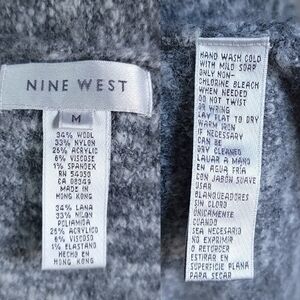 NINE WEST
M
34% WOOL
33% NYLON
25% ACRYLIC
6% VISCOSE
1% SPANDEX
RN 54050
CA 08349
MADE IN
HONG KONG
34% LANA
33% NILON
POLIAMIDA
25% ACRILICO
6% VISCOSO
1% ELASTANO
HECHO EN
HONG KONG
HAND WASH COLD
WITH MILD SOAP
ONLY NON-
CHLORINE BLEACH
WHEN NEEDED
DO NOT TWIST
OR WRING
LAY FLAT TO DRY
WARM IRON
IF NECESSARY
CAN BE
DRY CLEANED
LAVAR A MANO
EN AGUA FRIA
CON JABON SUAVE
USAR
BLANQUEADORES
SIN CLORO
UNICAMENTE
CUANDO
SEA NECESARIO
NO EXPRIMIR
O RETORCER
ESTIRAR EN
SUPERFICIE PLANA
PARA SECAR